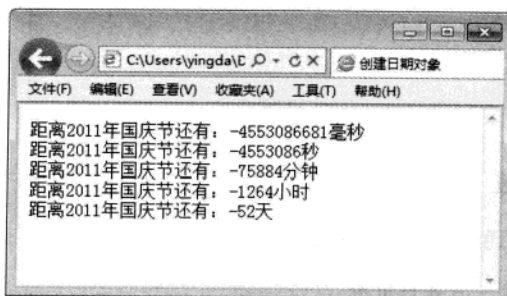 C:\Users\yingda\D
创建日期对象
文件(F) 编辑(E) 查看(V) 收藏夹(A) 工具(T) 帮助(H)
距离2011年国庆节还有：-4553086681毫秒
距离2011年国庆节还有：-4553086秒
距离2011年国庆节还有：-75884分钟
距离2011年国庆节还有：-1264小时
距离2011年国庆节还有：-52天